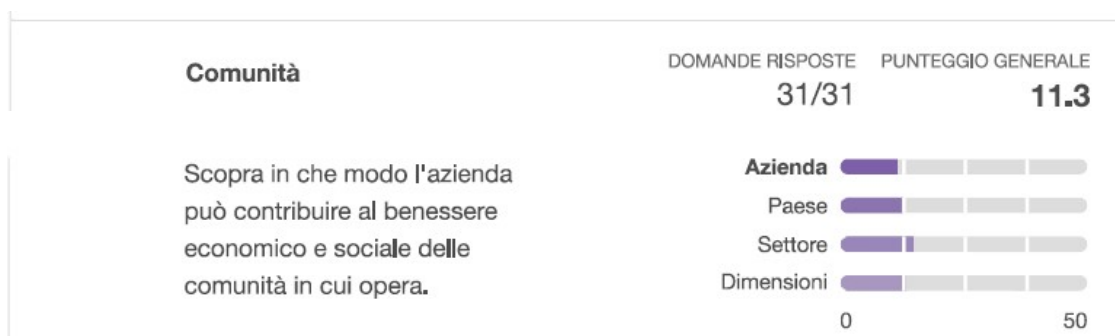 Comunità
DOMANDE RISPOSTE PUNTEGGIO GENERALE
31/31 11.3
Scopra in che modo l'azienda
può contribuire al benessere
economico e sociale delle
comunità in cui opera.
Azienda
Paese
Settore
Dimensioni
0 50